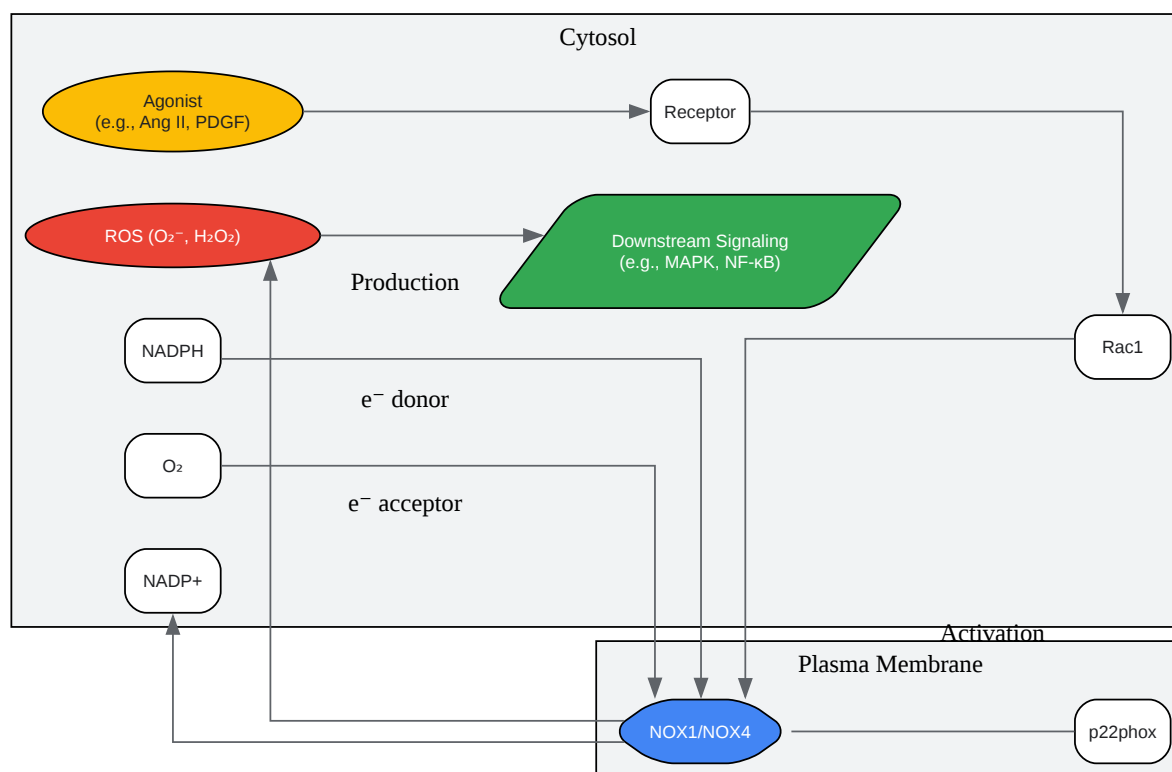 Cytosol
Agonist
(e.g., Ang II, PDGF)
Receptor
ROS (O₂⁻, H₂O₂)
Downstream Signaling
(e.g., MAPK, NF-κB)
Production
NADPH
Rac1
e⁻ donor
O₂
e⁻ acceptor
NADP+
Activation
Plasma Membrane
NOX1/NOX4
p22phox